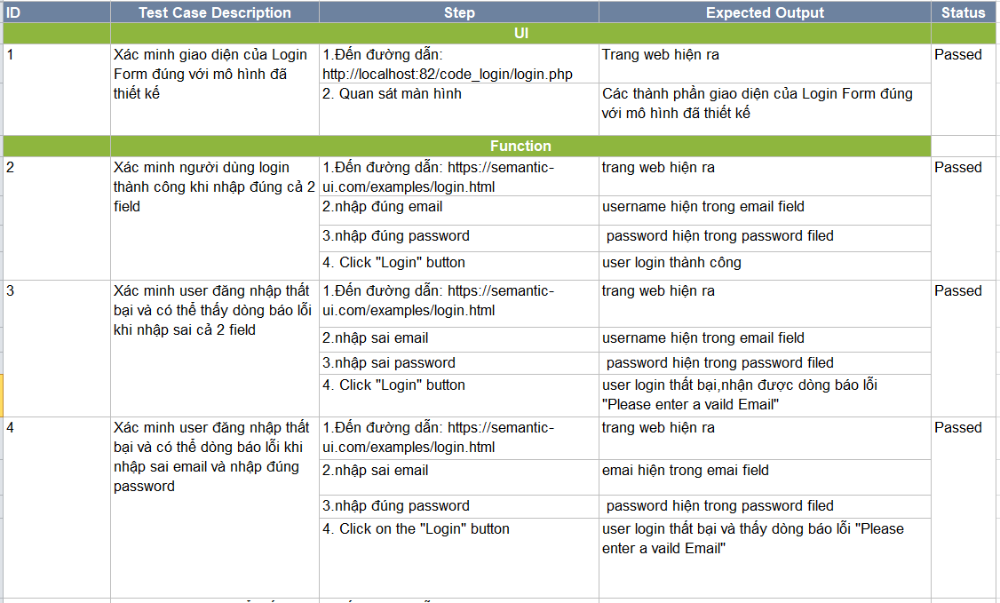 ID Test Case Description Step Expected Output Status
UI
1 Xác minh giao diện của Login 1.Đến đường dẫn: Trang web hiện ra Passed
Form đúng với mô hình đã http://localhost:82/code_login/login.php
thiết kế 2. Quan sát màn hình Các thành phần giao diện của Login Form đúng
với mô hình đã thiết kế
Function
2 Xác minh người dùng login 1.Đến đường dẫn: https://semantic- trang web hiện ra Passed
thành công khi nhập đúng cả 2 ui.com/examples/login.html
field 2.nhập đúng email username hiện trong email field
3.nhập đúng password password hiện trong password filed
4. Click "Login" button user login thành công
3 Xác minh user đăng nhập thất 1.Đến đường dẫn: https://semantic- trang web hiện ra Passed
bại và có thể thấy dòng báo lỗi ui.com/examples/login.html
khi nhập sai cả 2 field 2.nhập sai email username hiện trong email field
3.nhập sai password password hiện trong password filed
4. Click "Login" button user login thất bại,nhận được dòng báo lỗi
"Please enter a vaild Email"
4 Xác minh user đăng nhập thất 1.Đến đường dẫn: https://semantic- trang web hiện ra Passed
bại và có thể dòng báo lỗi khi ui.com/examples/login.html
nhập sai email và nhập đúng 2.nhập sai email emai hiện trong emai field
password
3.nhập đúng password password hiện trong password filed
4. Click on the "Login" button user login thất bại và thấy dòng báo lỗi "Please
enter a vaild Email"